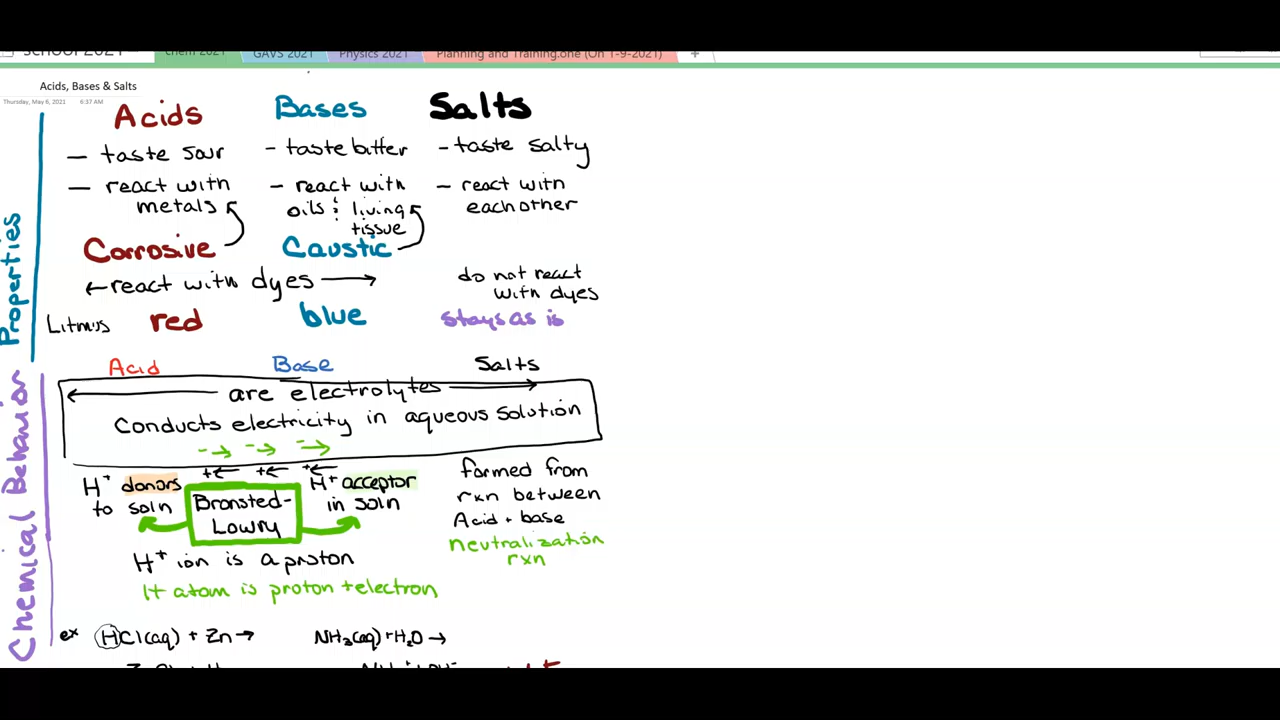 SCHOOL 2021
Chem 2021
GAVS 2021
Physics 2021
Planning and Training.one (On 1-9-2021)
+
Acids, Bases & Salts
Thursday, May 6, 2021 6:37 AM
Properties
Acids Bases Salts
— taste sour - taste bitter - taste salty
— react with - react with - react with
metals oils & living each other
tissue
Corrosive Caustic
←react with dyes → do not react
with dyes
Litmus red blue stays as is
Chemical Behavior
Acid Base Salts
← are electrolytes →
Conducts electricity in aqueous solution
- → - → - →
+← +← +←
H+ donors H+ acceptor formed from
to soln Bronsted- in soln rxn between
Lowry Acid + base
neutralization
H+ ion is a proton rxn
H atom is proton + electron
ex HCl(aq) + Zn → NH3(aq) + H2O →